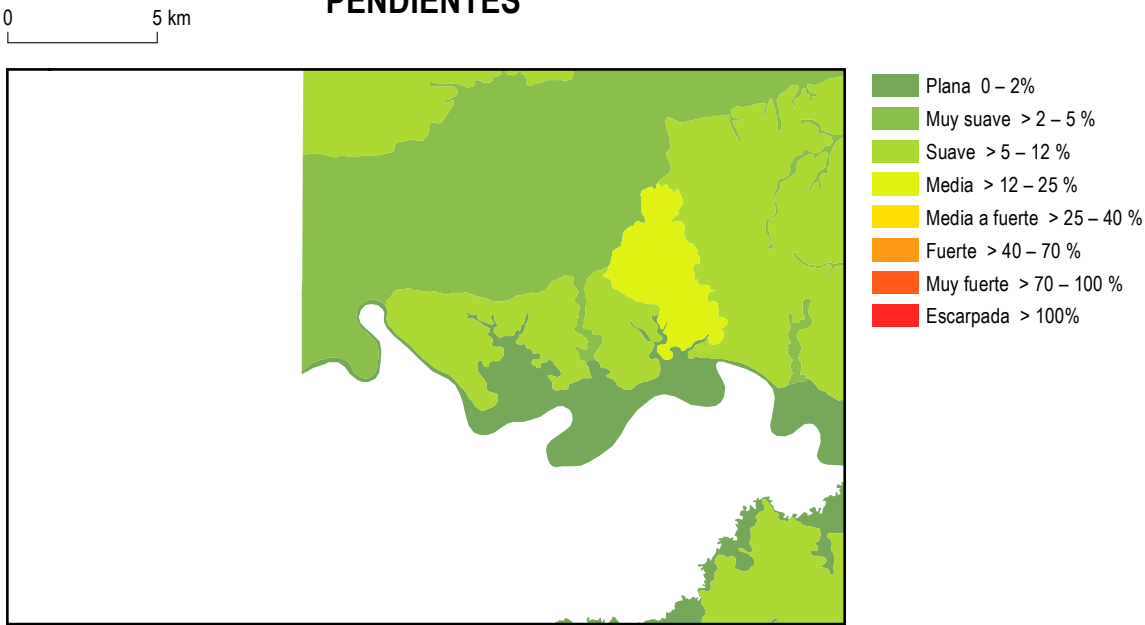 PENDIENTES
0 5 km
Plana 0 – 2%
Muy suave > 2 – 5 %
Suave > 5 – 12 %
Media > 12 – 25 %
Media a fuerte > 25 – 40 %
Fuerte > 40 – 70 %
Muy fuerte > 70 – 100 %
Escarpada > 100%